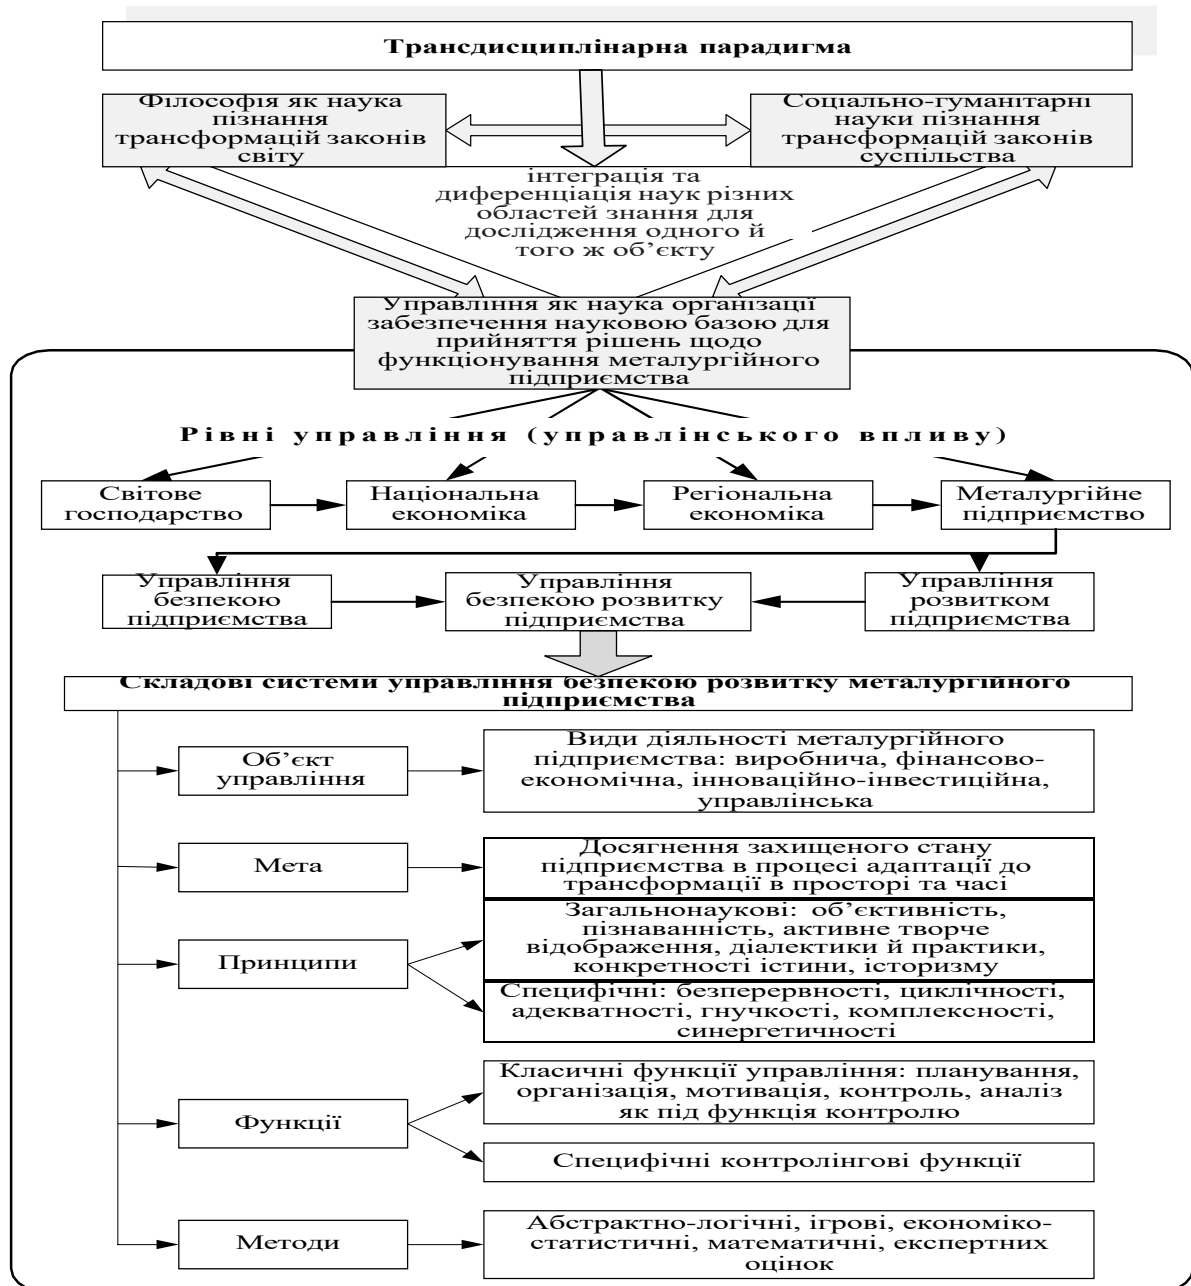 Трансдисциплінарна парадигма
Філософія як наука
пізнання
трансформацій законів
світу
Соціально-гуманітарні
науки пізнання
трансформацій законів
суспільства
інтеграція та
диференціація наук різних
областей знання для
дослідження одного й
того ж об’єкту
Управління як наука організації
забезпечення науковою базою для
прийняття рішень щодо
функціонування металургійного
підприємства
Рівні управління (управлінського впливу)
Світове
господарство
Національна
економіка
Регіональна
економіка
Металургійне
підприємство
Управління
безпекою
підприємства
Управління
безпекою розвитку
підприємства
Управління
розвитком
підприємства
Складові системи управління безпекою розвитку металургійного
підприємства
Об’єкт
управління
Види діяльності металургійного
підприємства: виробнича, фінансово-
економічна, інноваційно-інвестиційна,
управлінська
Мета
Досягнення захищеного стану
підприємства в процесі адаптації до
трансформації в просторі та часі
Принципи
Загальнонаукові: об’єктивність,
пізнаванність, активне творче
відображення, діалектики й практики,
конкретності істини, історизму
Специфічні: безперервності, циклічності,
адекватності, гнучкості, комплексності,
синергетичності
Функції
Класичні функції управління: планування,
організація, мотивація, контроль, аналіз
як під функція контролю
Специфічні контролінгові функції
Методи
Абстрактно-логічні, ігрові, економіко-
статистичні, математичні, експертних
оцінок